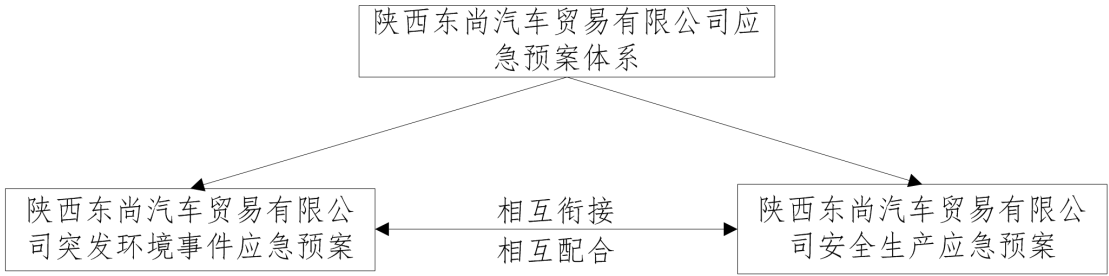 陕西东尚汽车贸易有限公司应
急预案体系
陕西东尚汽车贸易有限公
司突发环境事件应急预案
相互衔接
相互配合
陕西东尚汽车贸易有限公
司安全生产应急预案